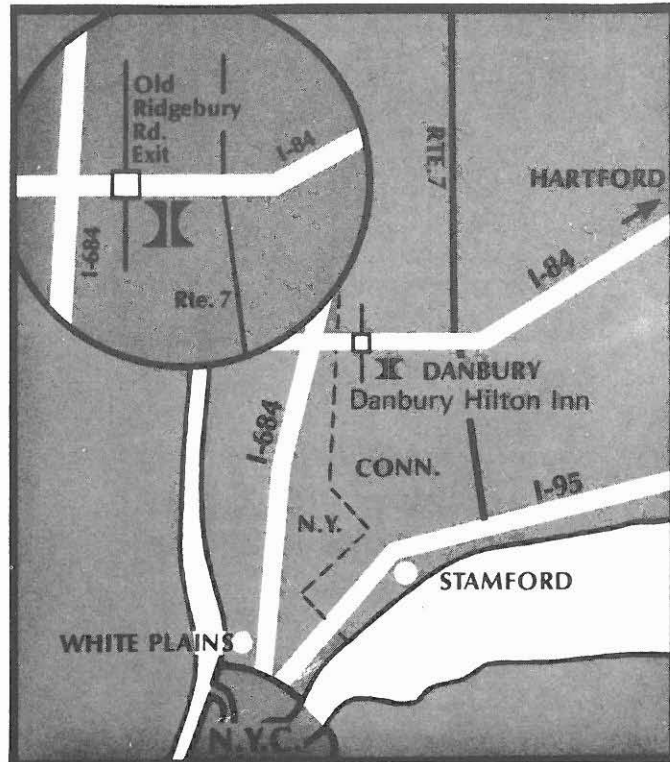 Old
Ridgebury
Rd.
Exit
I-84
I-684
Rte. 7
RTE. 7
HARTFORD
I-84
DANBURY
Danbury Hilton Inn
I-684
CONN.
I-95
N.Y.
STAMFORD
WHITE PLAINS
N.Y.C.